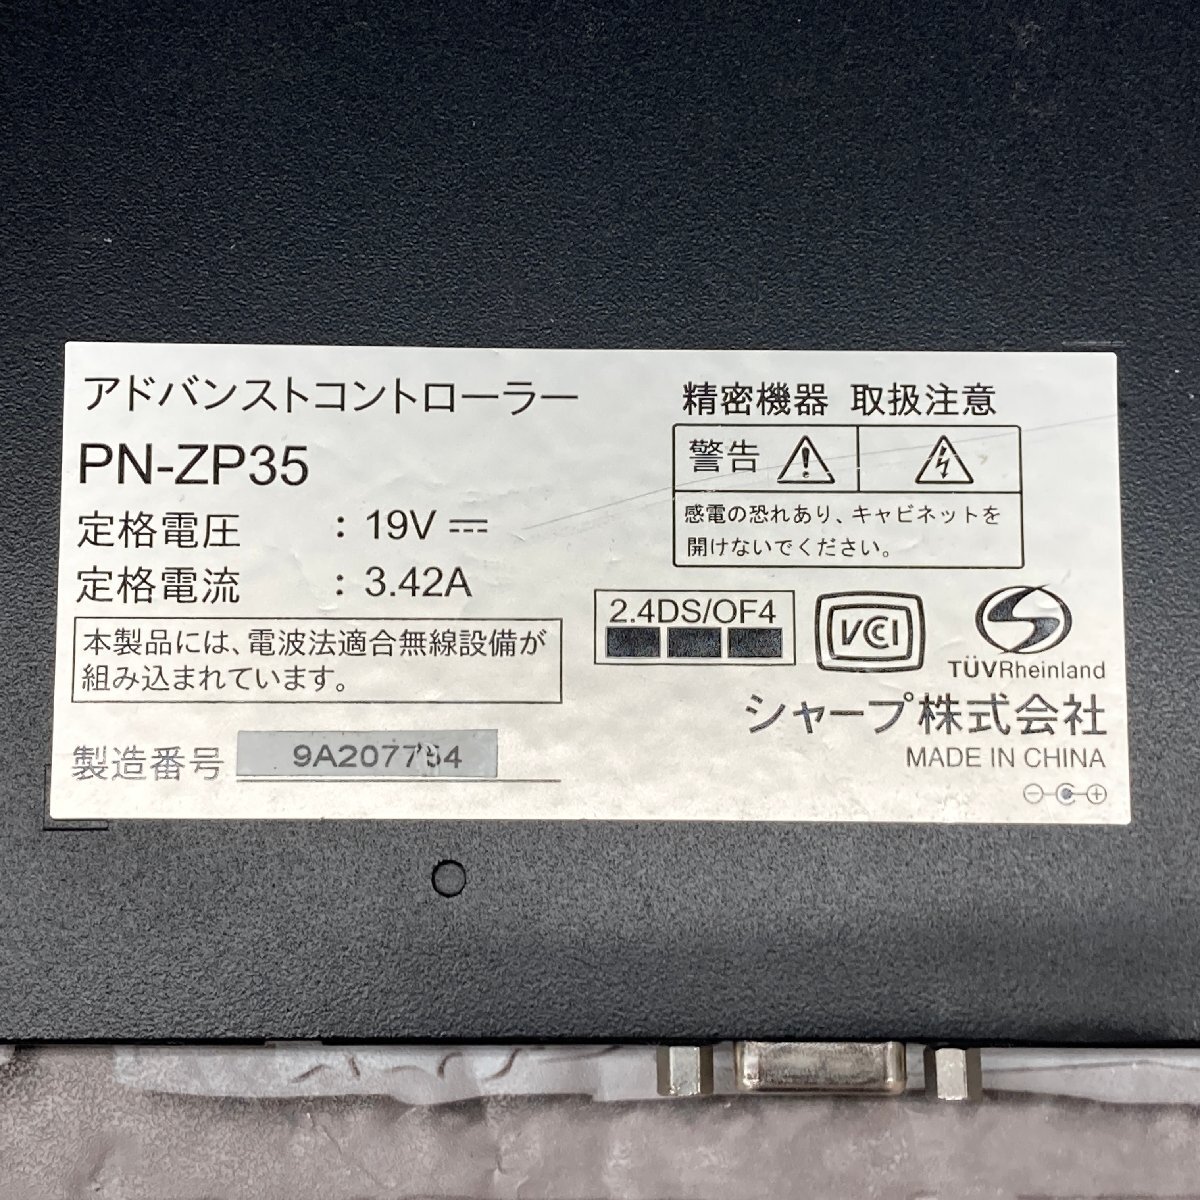 アドバンストコントローラー
PN-ZP35
定格電圧 : 19V
定格電流 : 3.42A
本製品には、電波法適合無線設備が
組み込まれています。
製造番号
精密機器 取扱注意
警告
感電の恐れあり、キャビネットを
開けないでください。
2.4DS/OF4
VCCI
TÜVRheinland
シャープ株式会社
MADE IN CHINA